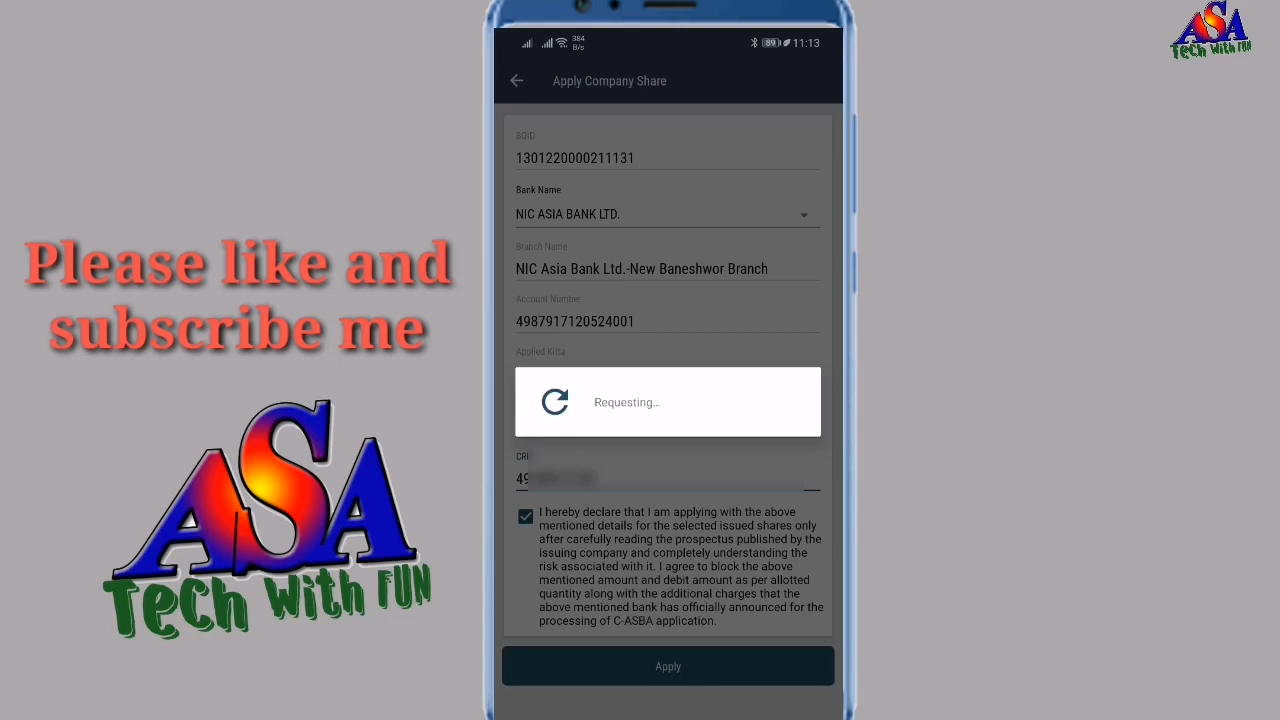 ASA
Tech With FUN
384
B/s
89
11:13
Apply Company Share
BOID
1301220000211131
Bank Name
NIC ASIA BANK LTD.
Branch Name
NIC Asia Bank Ltd.-New Baneshwor Branch
Account Number
4987917120524001
Applied Kitta
Requesting...
CRI
49
I hereby declare that I am applying with the above
mentioned details for the selected issued shares only
after carefully reading the prospectus published by the
issuing company and completely understanding the
risk associated with it. I agree to block the above
mentioned amount and debit amount as per allotted
quantity along with the additional charges that the
above mentioned bank has officially announced for the
processing of C-ASBA application.
Apply
Please like and
subscribe me
ASA
Tech With FUN